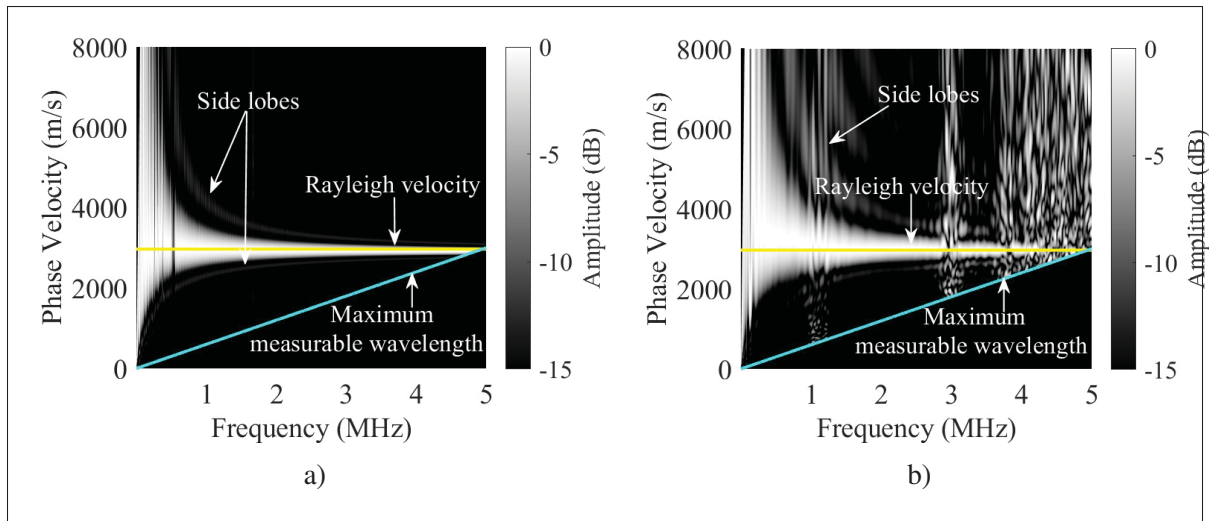 8000
6000
4000
2000
0
Phase Velocity (m/s)
Side lobes
Rayleigh velocity
Maximum
measurable wavelength
1 2 3 4 5
Frequency (MHz)
0
-5
-10
-15
Amplitude (dB)
a)
8000
6000
4000
2000
0
Phase Velocity (m/s)
Side lobes
Rayleigh velocity
Maximum
measurable wavelength
1 2 3 4 5
Frequency (MHz)
0
-5
-10
-15
Amplitude (dB)
b)